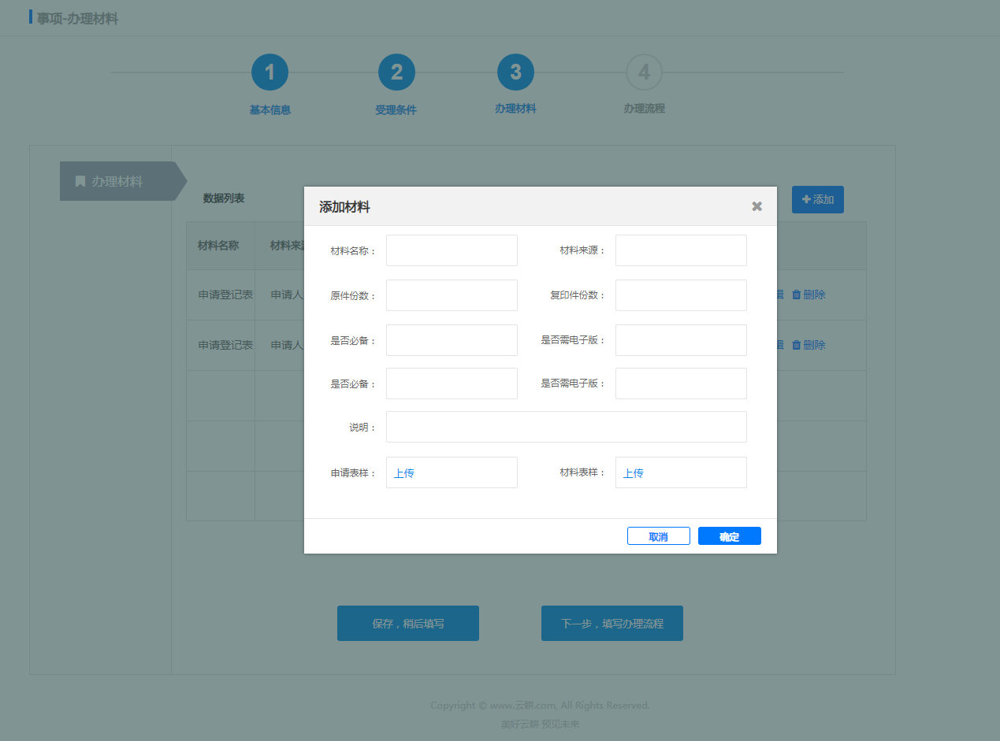 事项-办理材料
1 2 3 4
基本信息 受理条件 办理材料 办理流程
办理材料
数据列表
添加
材料名称 材料来
申请登记表 申请人 删除
申请登记表 申请人 删除
添加材料
材料名称： 材料来源：
原件份数： 复印件份数：
是否必备： 是否需电子版：
是否必备： 是否需电子版：
说明：
申请表样： 上传 材料表样： 上传
取消 确定
保存，稍后填写 下一步，填写办理流程
Copyright © www.云耕.com, All Rights Reserved.
美好云耕 预见未来